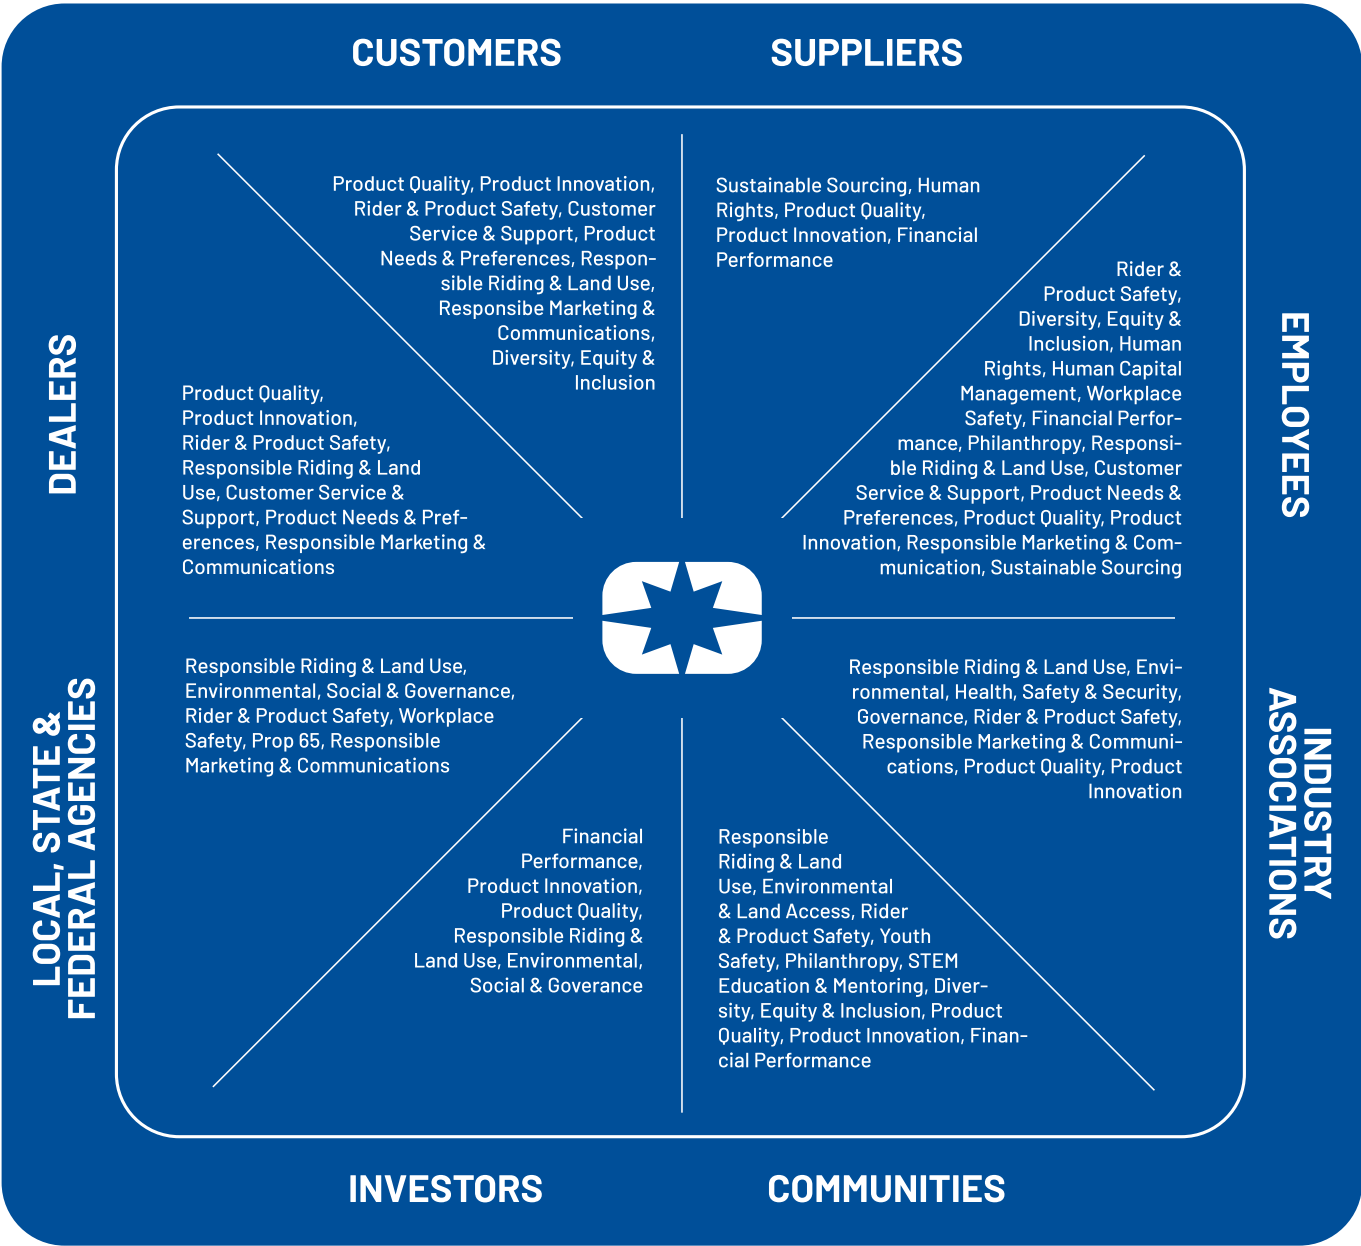 CUSTOMERS
SUPPLIERS
Product Quality, Product Innovation,
Rider & Product Safety, Customer
Service & Support, Product
Needs & Preferences, Respon-
sible Riding & Land Use,
Responsibe Marketing &
Communications,
Diversity, Equity &
Inclusion
Sustainable Sourcing, Human
Rights, Product Quality,
Product Innovation, Financial
Performance
DEALERS
Product Quality,
Product Innovation,
Rider & Product Safety,
Responsible Riding & Land
Use, Customer Service &
Support, Product Needs & Pref-
erences, Responsible Marketing &
Communications
Rider &
Product Safety,
Diversity, Equity &
Inclusion, Human
Rights, Human Capital
Management, Workplace
Safety, Financial Perfor-
mance, Philanthropy, Responsi-
ble Riding & Land Use, Customer
Service & Support, Product Needs &
Preferences, Product Quality, Product
Innovation, Responsible Marketing & Com-
munication, Sustainable Sourcing
EMPLOYEES
LOCAL, STATE &
FEDERAL AGENCIES
Responsible Riding & Land Use,
Environmental, Social & Governance,
Rider & Product Safety, Workplace
Safety, Prop 65, Responsible
Marketing & Communications
Responsible Riding & Land Use, Envi-
ronmental, Health, Safety & Security,
Governance, Rider & Product Safety,
Responsible Marketing & Communi-
cations, Product Quality, Product
Innovation
INDUSTRY
ASSOCIATIONS
Financial
Performance,
Product Innovation,
Product Quality,
Responsible Riding &
Land Use, Environmental,
Social & Goverance
Responsible
Riding & Land
Use, Environmental
& Land Access, Rider
& Product Safety, Youth
Safety, Philanthropy, STEM
Education & Mentoring, Diver-
sity, Equity & Inclusion, Product
Quality, Product Innovation, Finan-
cial Performance
INVESTORS
COMMUNITIES